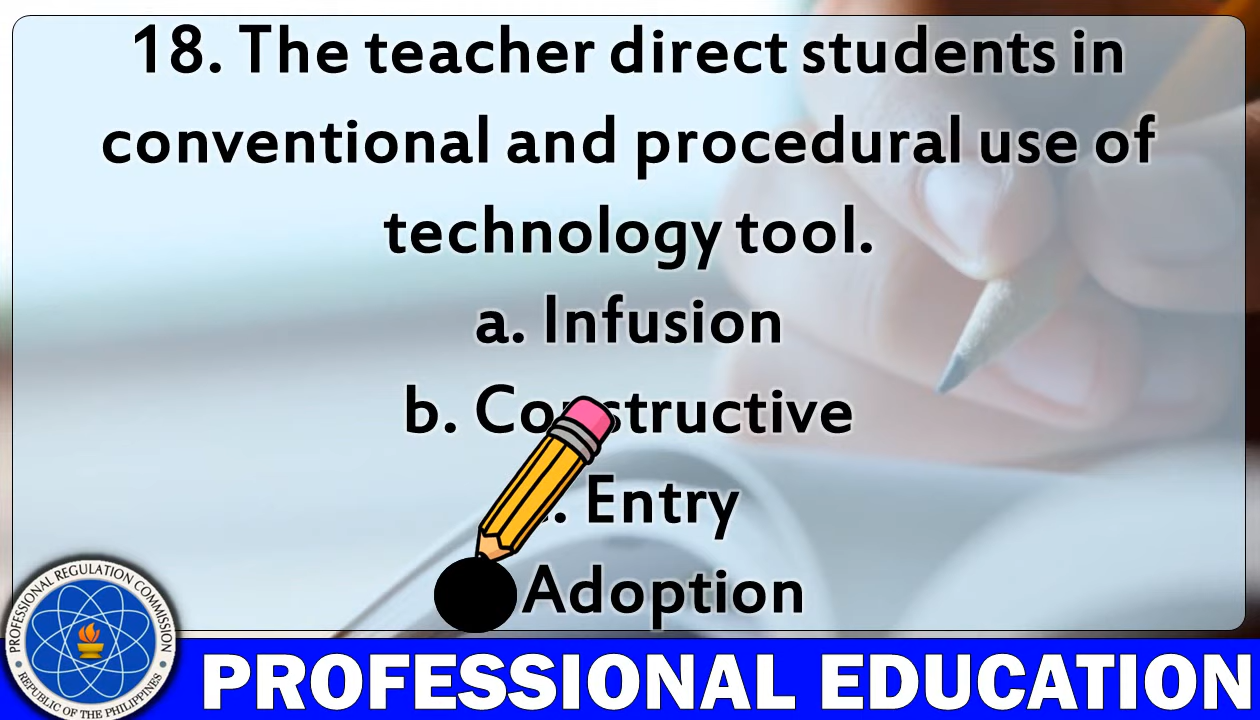 18. The teacher direct students in
conventional and procedural use of
technology tool.
a. Infusion
b. Constructive
. Entry
Adoption
PROFESSIONAL REGULATION COMMISSION
REPUBLIC OF THE PHILIPPINES
PROFESSIONAL EDUCATION